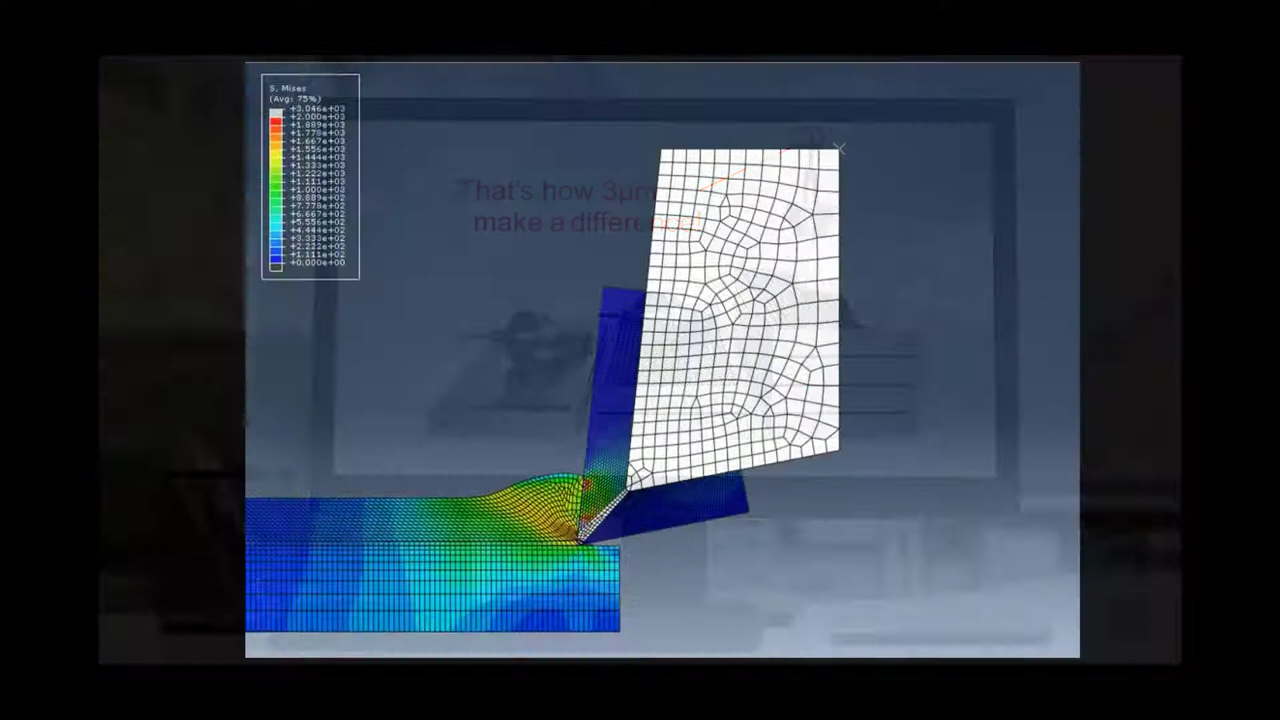 S, Mises
(Avg: 75%)
+3.046e+03
+2.000e+03
+1.889e+03
+1.778e+03
+1.667e+03
+1.556e+03
+1.444e+03
+1.333e+03
+1.222e+03
+1.111e+03
+1.000e+03
+8.889e+02
+7.778e+02
+6.667e+02
+5.556e+02
+4.444e+02
+3.333e+02
+2.222e+02
+1.111e+02
+0.000e+00
That's how 3µm
make a difference!